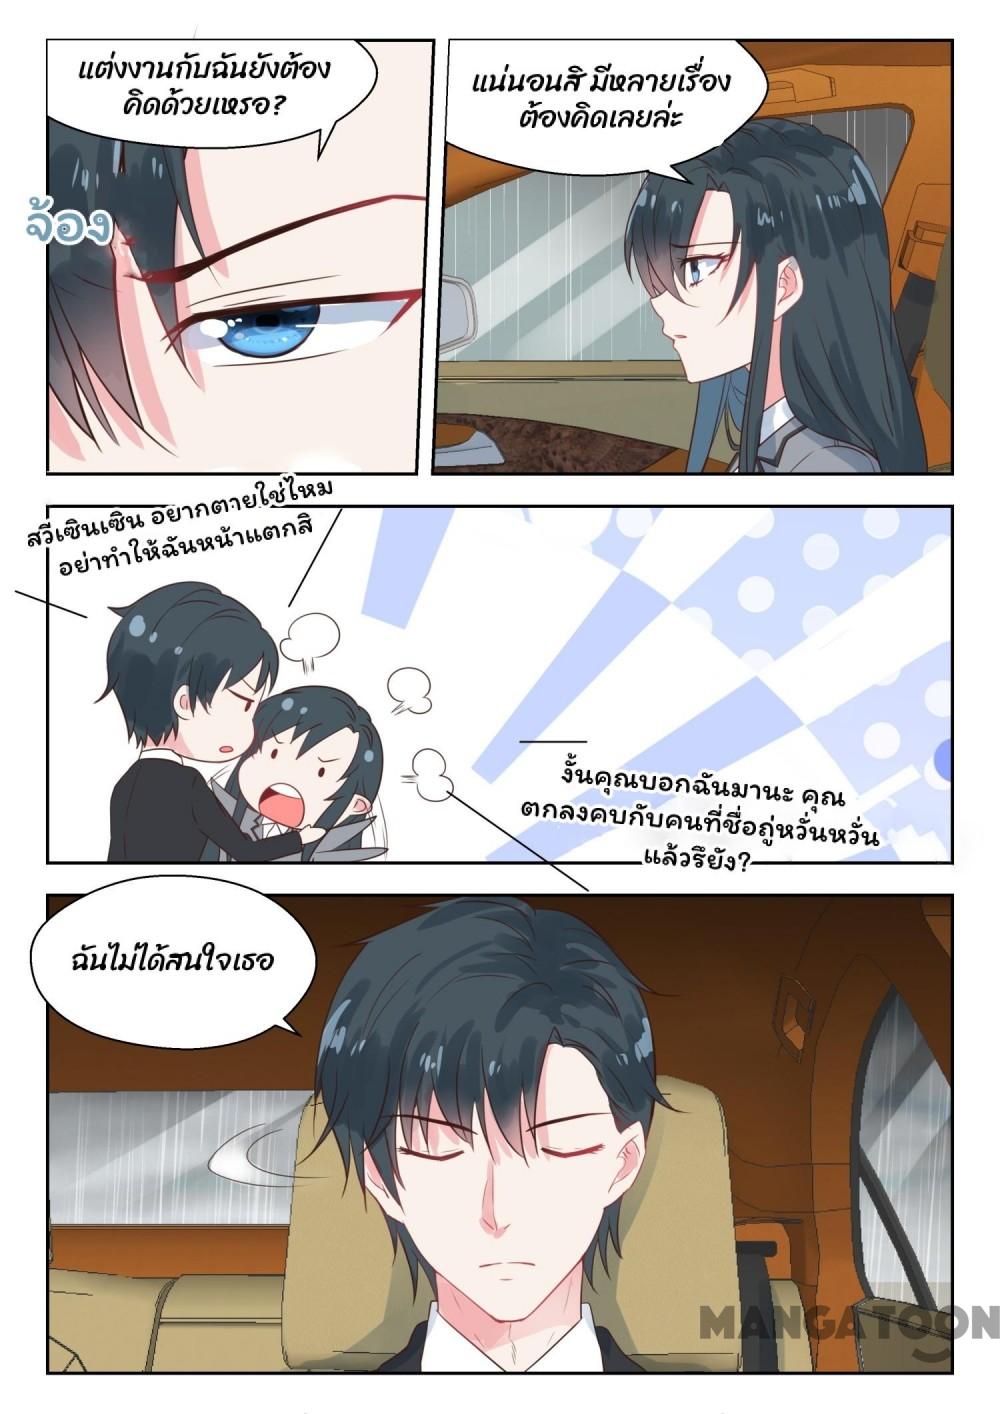 แต่งงานกับฉันยังต้อง
คิดด้วยเหรอ?
แน่นอนสิ มีหลายเรื่อง
ต้องคิดเลยล่ะ
จ้อง
สวีเซินเซิน อยากตายใช่ไหม
อย่าทำให้ฉันหน้าแตกสิ
งั้นคุณบอกฉันมานะ คุณ
ตกลงคบกับคนที่ชื่อถู่หวั่นหวั่น
แล้วรึยัง?
ฉันไม่ได้สนใจเธอ
MANGATOON